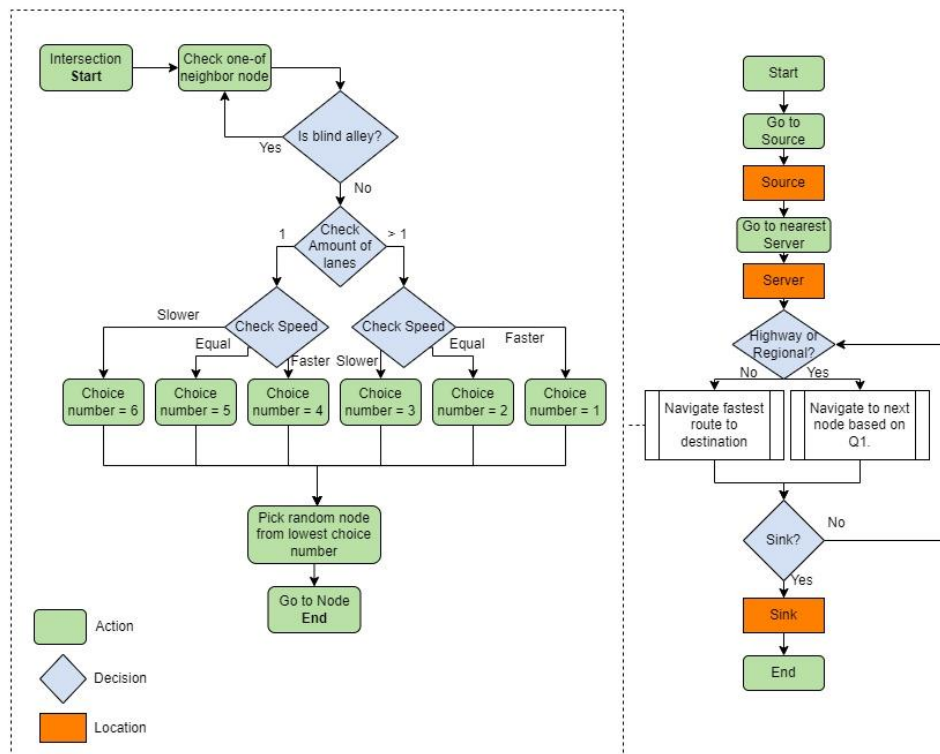 Intersection
Start
Check one-of
neighbor node
Is blind alley?
Yes
No
Check
Amount of
lanes
1
> 1
Check Speed
Check Speed
Slower
Equal
Faster
Slower
Equal
Faster
Choice
number = 6
Choice
number = 5
Choice
number = 4
Choice
number = 3
Choice
number = 2
Choice
number = 1
Pick random node
from lowest choice
number
Go to Node
End
Action
Decision
Location
Start
Go to
Source
Source
Go to nearest
Server
Server
Highway or
Regional?
No
Yes
Navigate fastest
route to
destination
Navigate to next
node based on
Q1.
Sink?
No
Yes
Sink
End